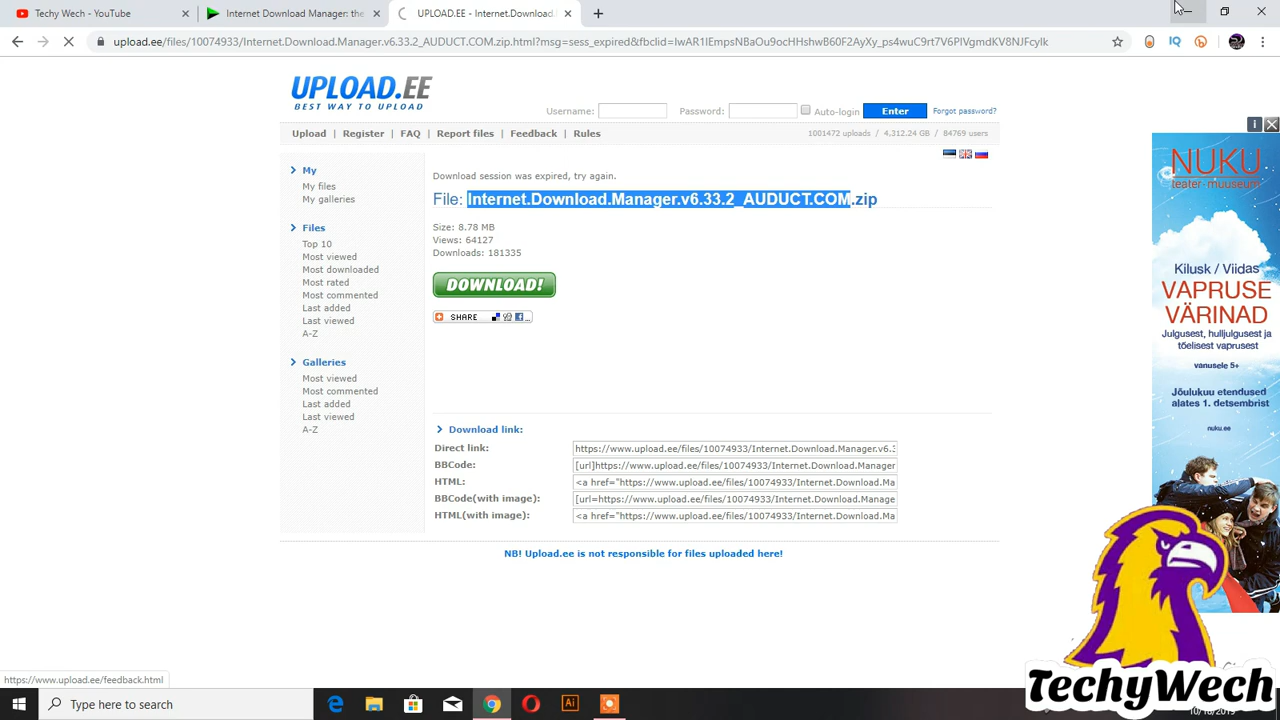 Techy Wech - YouTube
Internet Download Manager: the
UPLOAD.EE - Internet.Download.
upload.ee/files/10074933/Internet.Download.Manager.v6.33.2_AUDUCT.COM.zip.html?msg=sess_expired&fbclid=IwAR1lEmpsNBaOu9ocHHshwB60F2AyXy_ps4wuC9rt7V6PlVgmdKV8NJFcylk
UPLOAD.EE
BEST WAY TO UPLOAD
Username:
Password:
Auto-login
Enter
Forgot password?
Upload | Register | FAQ | Report files | Feedback | Rules
1001472 uploads / 4,312.24 GB / 84769 users
My
My files
My galleries
Files
Top 10
Most viewed
Most downloaded
Most rated
Most commented
Last added
Last viewed
A-Z
Galleries
Most viewed
Most commented
Last added
Last viewed
A-Z
Download session was expired, try again.
File: Internet.Download.Manager.v6.33.2_AUDUCT.COM.zip
Size: 8.78 MB
Views: 64127
Downloads: 181335
DOWNLOAD!
SHARE
Download link:
Direct link: https://www.upload.ee/files/10074933/Internet.Download.Manager.v6.3
BBCode: [url]https://www.upload.ee/files/10074933/Internet.Download.Manager
HTML: <a href="https://www.upload.ee/files/10074933/Internet.Download.Ma
BBCode(with image): [url=https://www.upload.ee/files/10074933/Internet.Download.Manage
HTML(with image): <a href="https://www.upload.ee/files/10074933/Internet.Download.Ma
NB! Upload.ee is not responsible for files uploaded here!
NUKU
teater-muuseum
Kilusk / Viidas
VAPRUSE
VÄRINAD
Julgusest, hulljulgusest ja
tõelisest vaprusest
vanusele 5+
Jõulukuu etendused
alates 1. detsembrist
nuku.ee
TechyWech
https://www.upload.ee/feedback.html
Type here to search